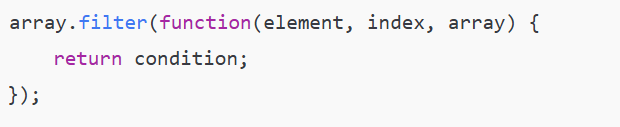 array.filter(function(element, index, array) {
    return condition;
});